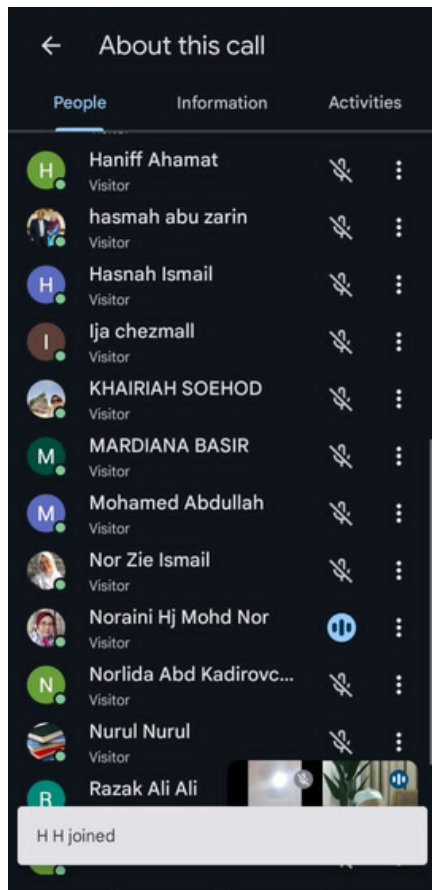 About this call
People
Information
Activities
H
Haniff Ahamat
Visitor
hasmah abu zarin
Visitor
H
Hasnah Ismail
Visitor
I
Ija chezmall
Visitor
KHAIRIAH SOEHOD
Visitor
M
MARDIANA BASIR
Visitor
M
Mohamed Abdullah
Visitor
Nor Zie Ismail
Visitor
Noraini Hj Mohd Nor
Visitor
N
Norlida Abd Kadirovc...
Visitor
Nurul Nurul
Visitor
R
Razak Ali Ali
H H joined